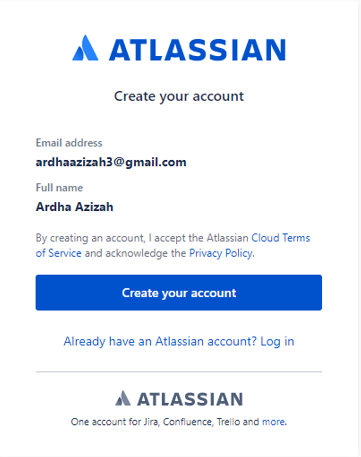 ATLASSIAN
Create your account
Email address
ardhaazizah3@gmail.com
Full name
Ardha Azizah
By creating an account, I accept the Atlassian Cloud Terms
of Service and acknowledge the Privacy Policy.
Create your account
Already have an Atlassian account? Log in
ATLASSIAN
One account for Jira, Confluence, Trello and more.